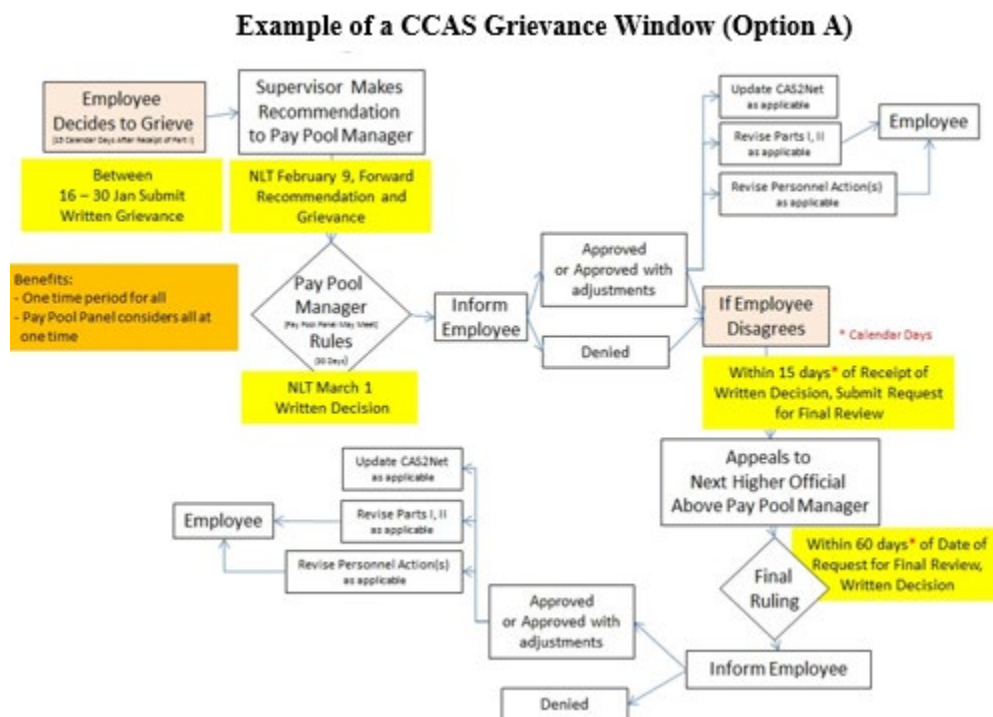 Example of a CCAS Grievance Window (Option A)
Employee
Decides to Grieve
(15 Calendar Days After Receipt of Part I)
Between
16 – 30 Jan Submit
Written Grievance
Supervisor Makes
Recommendation
to Pay Pool Manager
NLT February 9, Forward
Recommendation and
Grievance
Benefits:
- One time period for all
- Pay Pool Panel considers all at
one time
Pay Pool
Manager
(Pay Pool Panel May Meet)
Rules
(30 Days)
NLT March 1
Written Decision
Inform
Employee
Approved
or Approved with
adjustments
Denied
Update CAS2Net
as applicable
Revise Parts I, II
as applicable
Revise Personnel Action(s)
as applicable
Employee
If Employee
Disagrees
* Calendar Days
Within 15 days* of Receipt of
Written Decision, Submit Request
for Final Review
Appeals to
Next Higher Official
Above Pay Pool Manager
Within 60 days* of Date of
Request for Final Review,
Written Decision
Final
Ruling
Inform Employee
Approved
or Approved with
adjustments
Denied
Update CAS2Net
as applicable
Revise Parts I, II
as applicable
Revise Personnel Action(s)
as applicable
Employee